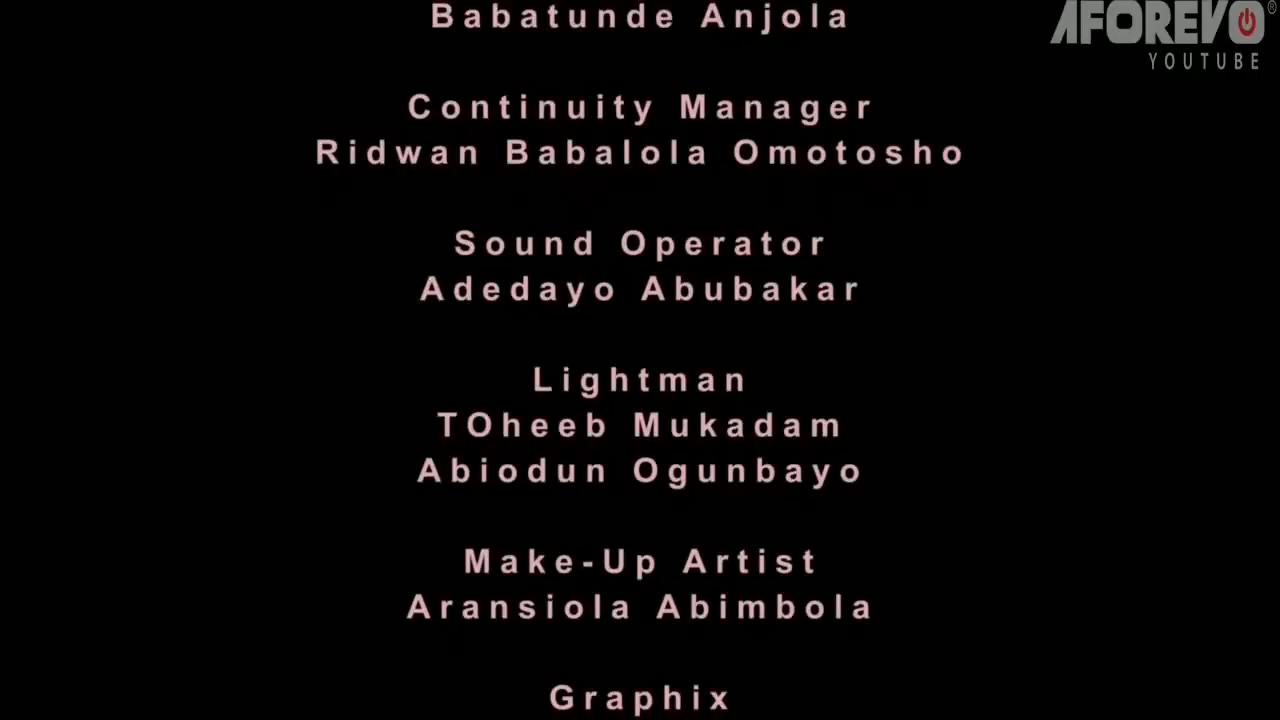 Babatunde Anjola
AFOREVO®
YOUTUBE
Continuity Manager
Ridwan Babalola Omotosho
Sound Operator
Adedayo Abubakar
Lightman
TOheeb Mukadam
Abiodun Ogunbayo
Make-Up Artist
Aransiola Abimbola
Graphix